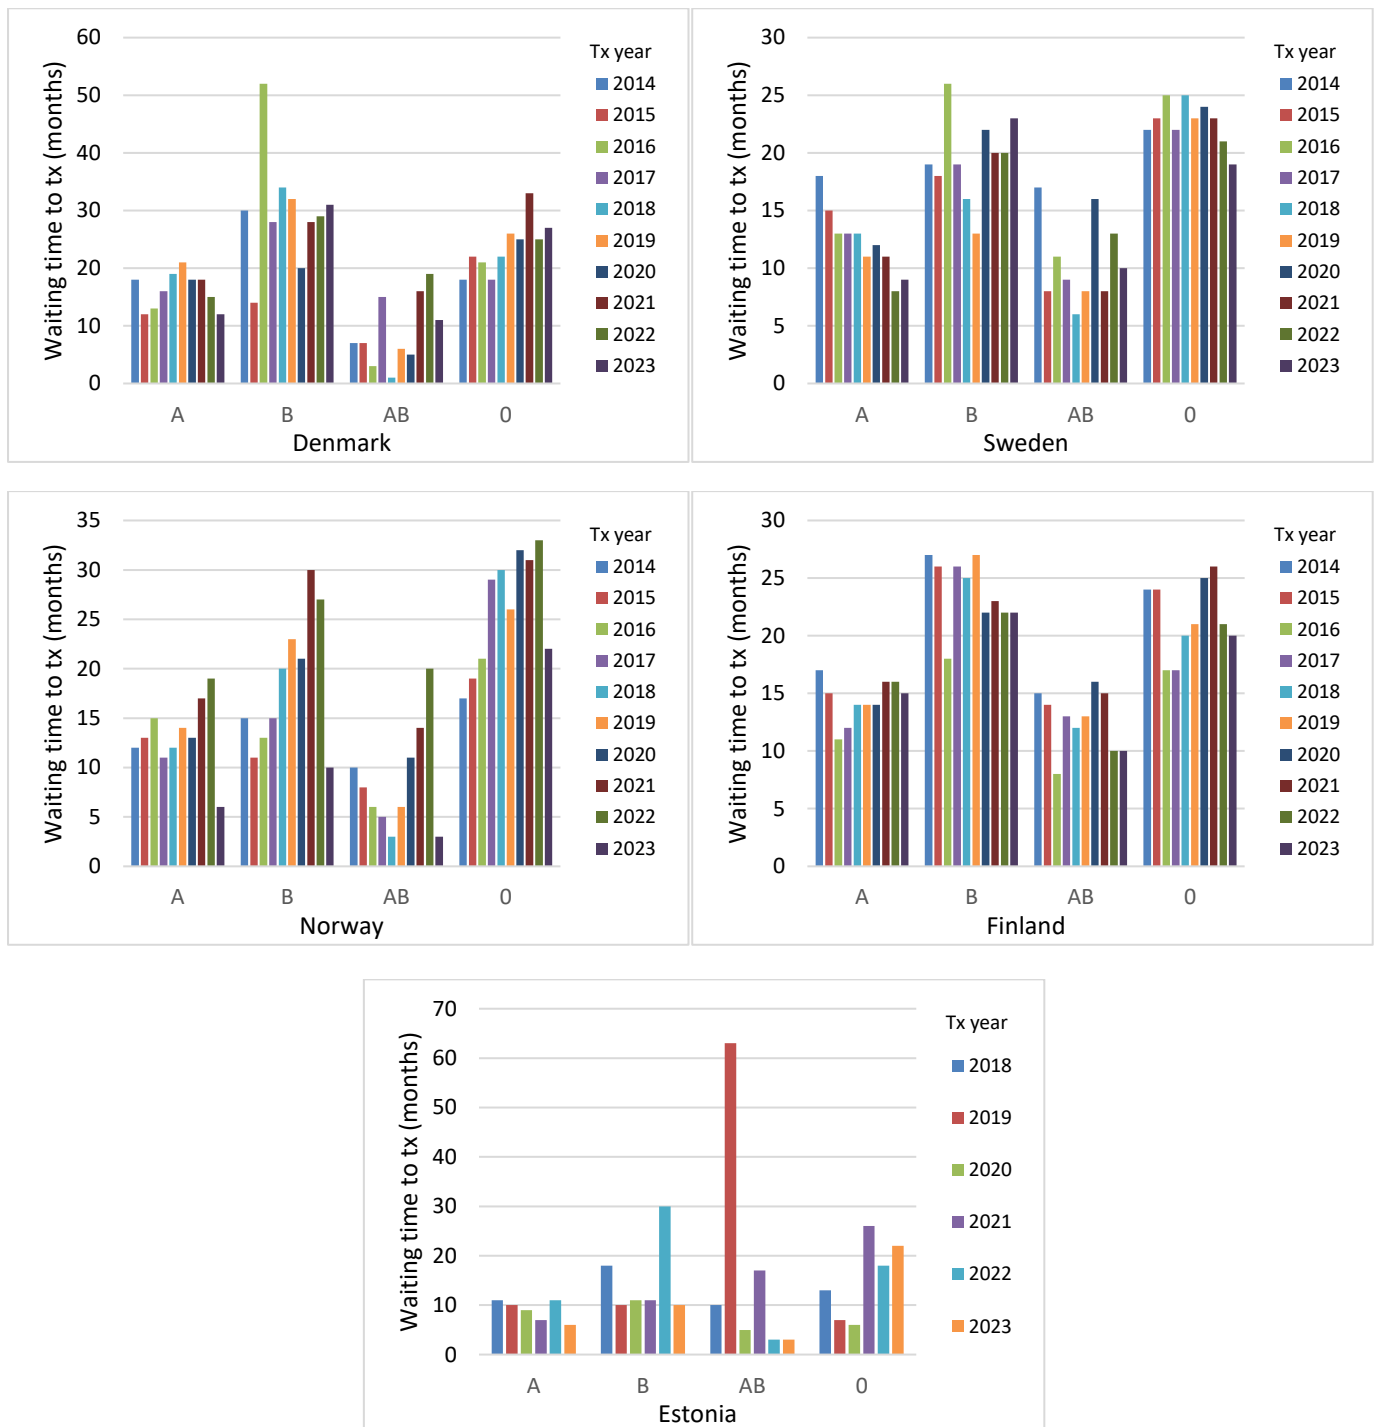 60
50
40
30
20
10
0
Waiting time to tx (months)
A
B
AB
0
Denmark
Tx year
2014
2015
2016
2017
2018
2019
2020
2021
2022
2023
30
25
20
15
10
5
0
Waiting time to tx (months)
A
B
AB
0
Sweden
Tx year
2014
2015
2016
2017
2018
2019
2020
2021
2022
2023
35
30
25
20
15
10
5
0
Waiting time to tx (months)
A
B
AB
0
Norway
Tx year
2014
2015
2016
2017
2018
2019
2020
2021
2022
2023
30
25
20
15
10
5
0
Waiting time to tx (months)
A
B
AB
0
Finland
Tx year
2014
2015
2016
2017
2018
2019
2020
2021
2022
2023
70
60
50
40
30
20
10
0
Waiting time to tx (months)
A
B
AB
0
Estonia
Tx year
2018
2019
2020
2021
2022
2023